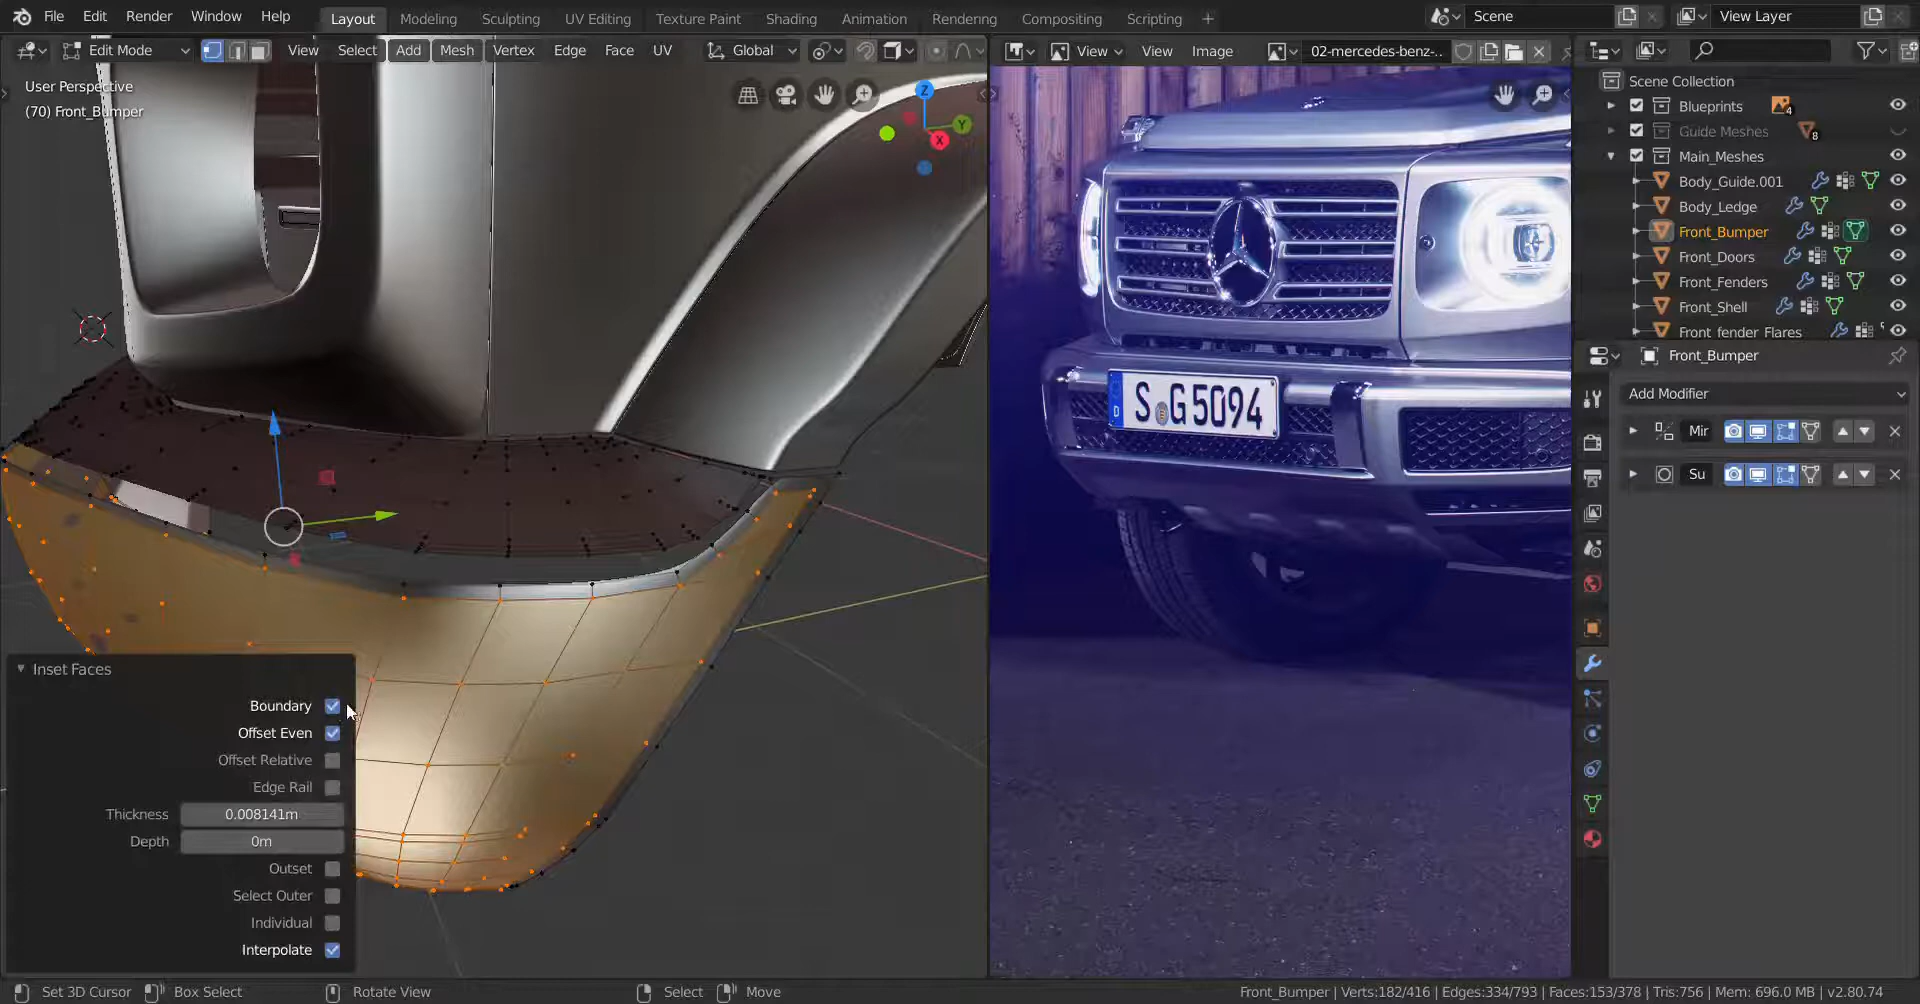 File Edit Render Window Help Layout Modeling Sculpting UV Editing Texture Paint Shading Animation Rendering Compositing Scripting + Scene View Layer
Edit Mode View Select Add Mesh Vertex Edge Face UV Global View View Image 02-mercedes-benz-..
User Perspective
(70) Front_Bumper
Z
Y
X
S G 5094
D
Scene Collection
Blueprints 4
Guide Meshes 8
Main_Meshes
Body_Guide.001
Body_Ledge
Front_Bumper
Front_Doors
Front_Fenders
Front_Shell
Front_fender_Flares
Front_Bumper
Add Modifier
Mir
Su
Inset Faces
Boundary
Offset Even
Offset Relative
Edge Rail
Thickness 0.008141m
Depth 0m
Outset
Select Outer
Individual
Interpolate
Set 3D Cursor Box Select Rotate View Select Move Front_Bumper | Verts:182/416 | Edges:334/793 | Faces:153/378 | Tris:756 | Mem: 696.0 MB | v2.80.74